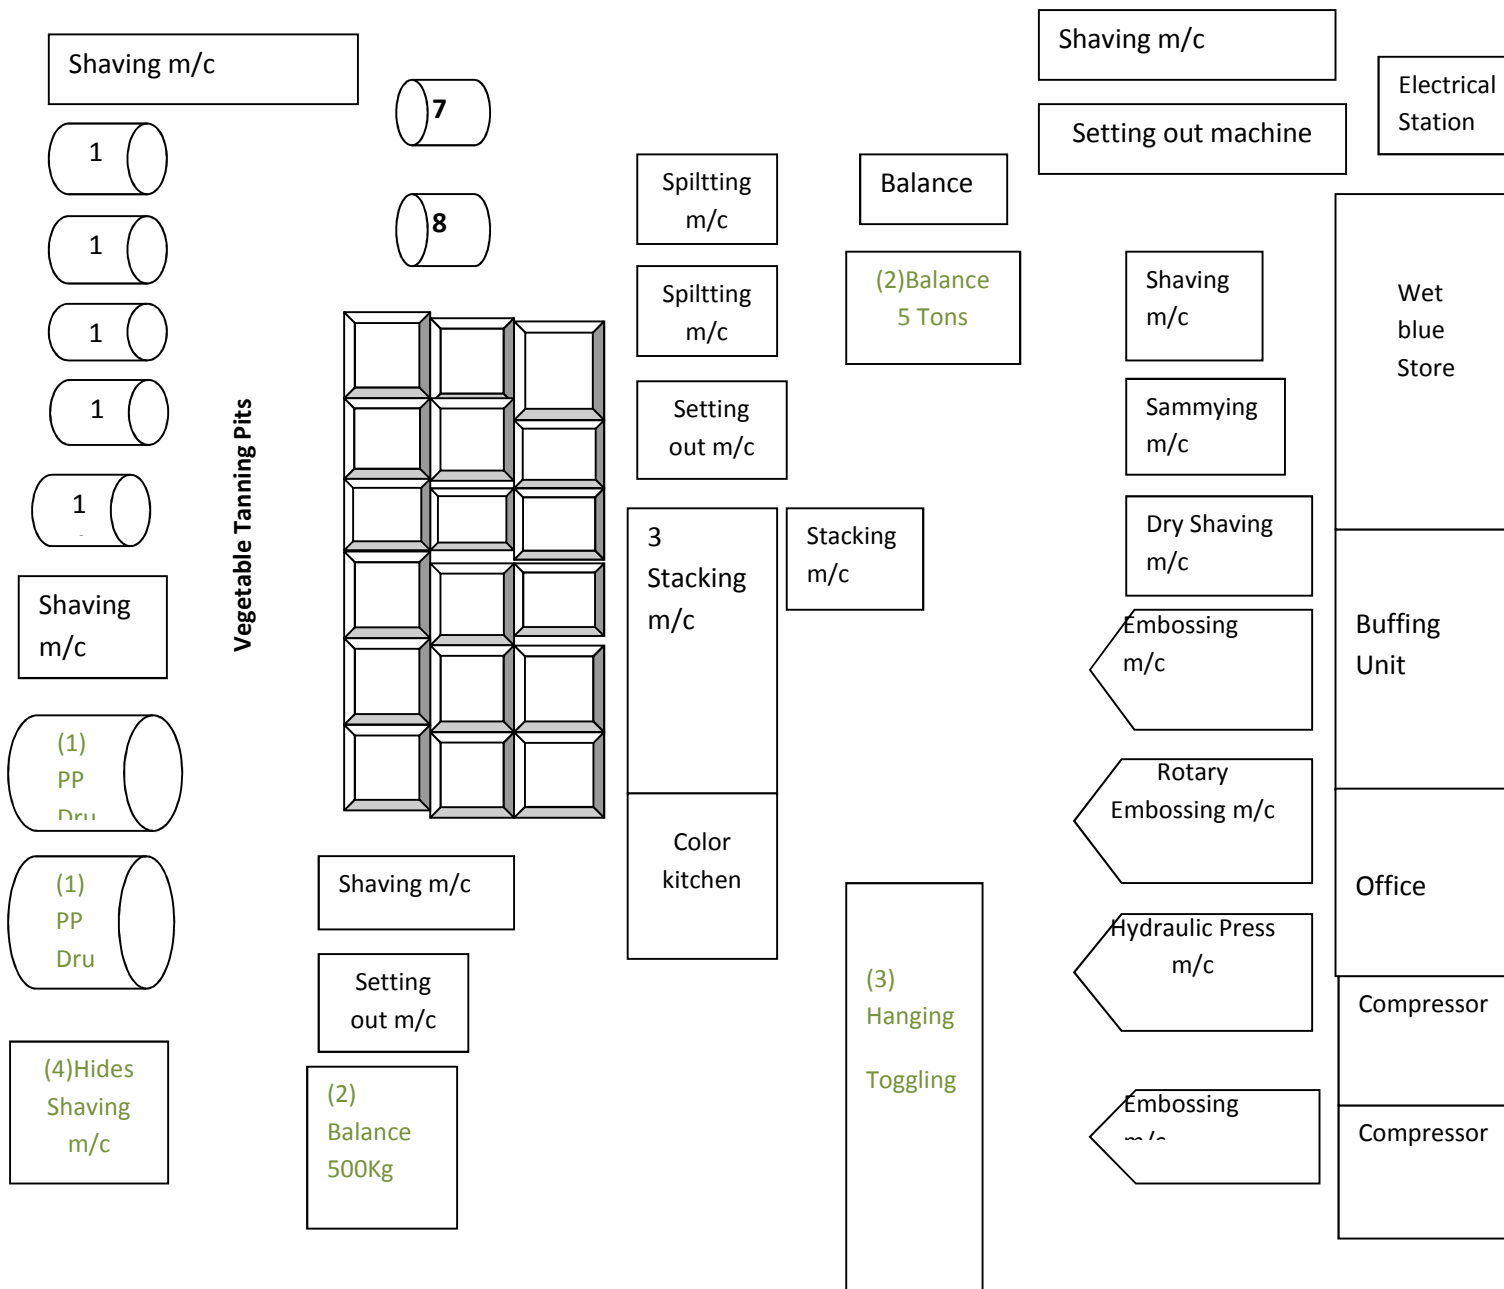 Shaving m/c
1
1
1
1
1
Shaving
m/c
(1)
PP
Dru
(1)
PP
Dru
(4)Hides
Shaving
m/c
Vegetable Tanning Pits
7
8
Shaving m/c
Setting
out m/c
(2)
Balance
500Kg
Spiltting
m/c
Spiltting
m/c
Setting
out m/c
3
Stacking
m/c
Stacking
m/c
Color
kitchen
Balance
(2)Balance
5 Tons
(3)
Hanging
Toggling
Shaving m/c
Setting out machine
Shaving
m/c
Sammying
m/c
Dry Shaving
m/c
Embossing
m/c
Rotary
Embossing m/c
Hydraulic Press
m/c
Embossing
m/c
Electrical
Station
Wet
blue
Store
Buffing
Unit
Office
Compressor
Compressor